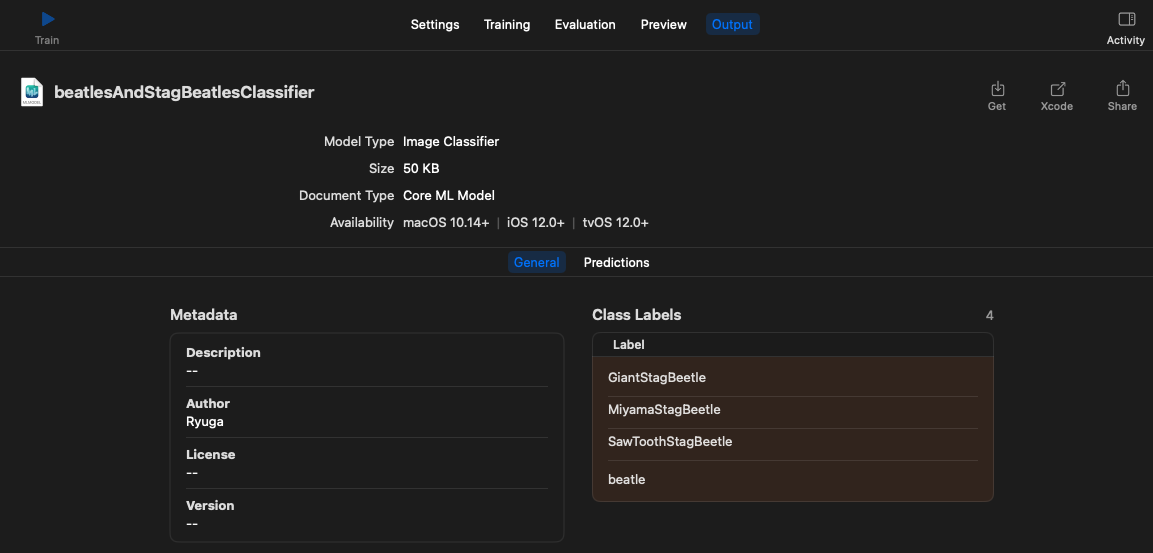 Settings Training Evaluation Preview Output
Train
Activity
beatlesAndStagBeatlesClassifier
Get Xcode Share
Model Type Image Classifier
Size 50 KB
Document Type Core ML Model
Availability macOS 10.14+ | iOS 12.0+ | tvOS 12.0+
General Predictions
Metadata
Description
--
Author
Ryuga
License
--
Version
--
Class Labels 4
Label
GiantStagBeetle
MiyamaStagBeetle
SawToothStagBeetle
beatle